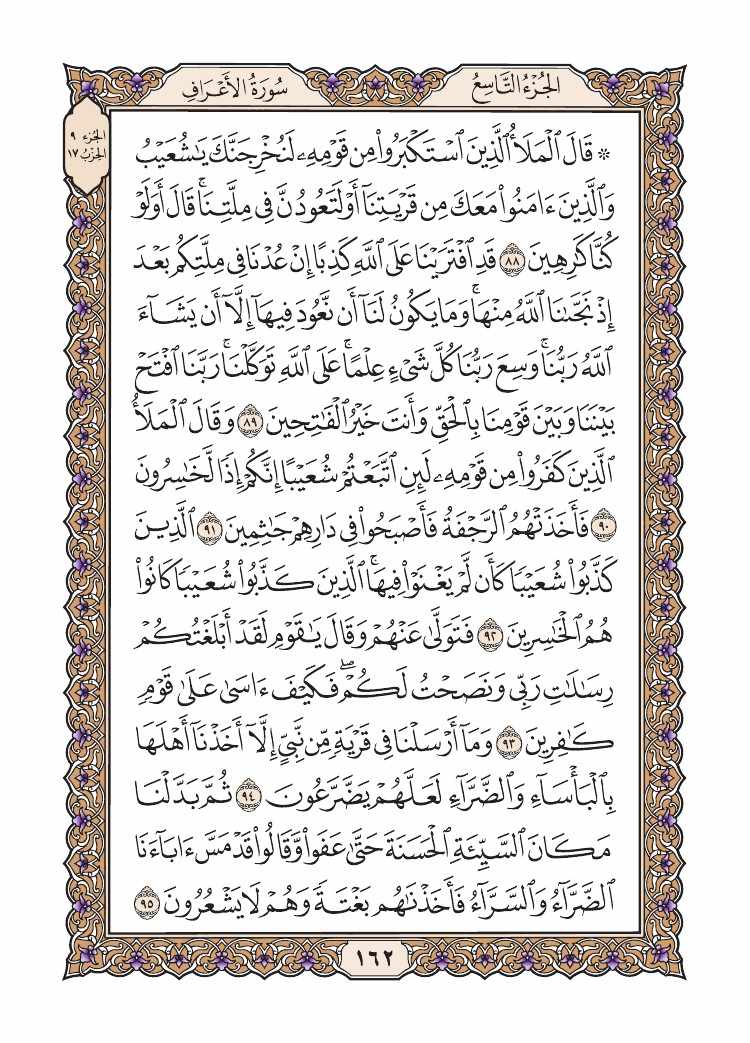 الجُزْءُ التَّاسِعُ
سُورَةُ الأَعْرَافِ
الجُزء ٩
الحِزْبُ ١٧
۞ قَالَ ٱلْمَلَأُ ٱلَّذِينَ ٱسْتَكْبَرُوا۟ مِن قَوْمِهِۦ لَنُخْرِجَنَّكَ يَـٰشُعَيْبُ
وَٱلَّذِينَ ءَامَنُوا۟ مَعَكَ مِن قَرْيَتِنَآ أَوْ لَتَعُودُنَّ فِى مِلَّتِنَا ۚ قَالَ أَوَلَوْ
كُنَّا كَـٰرِهِينَ ٨٨ قَدِ ٱفْتَرَيْنَا عَلَى ٱللَّهِ كَذِبًا إِنْ عُدْنَا فِى مِلَّتِكُم بَعْدَ
إِذْ نَجَّىٰنَا ٱللَّهُ مِنْهَا ۚ وَمَا يَكُونُ لَنَآ أَن نَّعُودَ فِيهَآ إِلَّآ أَن يَشَآءَ
ٱللَّهُ رَبُّنَا ۚ وَسِعَ رَبُّنَا كُلَّ شَىْءٍ عِلْمًا ۚ عَلَى ٱللَّهِ تَوَكَّلْنَا ۚ رَبَّنَا ٱفْتَحْ
بَيْنَنَا وَبَيْنَ قَوْمِنَا بِٱلْحَقِّ وَأَنتَ خَيْرُ ٱلْفَـٰتِحِينَ ٨٩ وَقَالَ ٱلْمَلَأُ
ٱلَّذِينَ كَفَرُوا۟ مِن قَوْمِهِۦ لَئِنِ ٱتَّبَعْتُمْ شُعَيْبًا إِنَّكُمْ إِذًا لَّخَـٰسِرُونَ
٩٠ فَأَخَذَتْهُمُ ٱلرَّجْفَةُ فَأَصْبَحُوا۟ فِى دَارِهِمْ جَـٰثِمِينَ ٩١ ٱلَّذِينَ
كَذَّبُوا۟ شُعَيْبًا كَأَن لَّمْ يَغْنَوْا۟ فِيهَا ۚ ٱلَّذِينَ كَذَّبُوا۟ شُعَيْبًا كَانُوا۟
هُمُ ٱلْخَـٰسِرِينَ ٩٢ فَتَوَلَّىٰ عَنْهُمْ وَقَالَ يَـٰقَوْمِ لَقَدْ أَبْلَغْتُكُمْ
رِسَـٰلَـٰتِ رَبِّى وَنَصَحْتُ لَكُمْ ۖ فَكَيْفَ ءَاسَىٰ عَلَىٰ قَوْمٍ
كَـٰفِرِينَ ٩٣ وَمَآ أَرْسَلْنَا فِى قَرْيَةٍ مِّن نَّبِىٍّ إِلَّآ أَخَذْنَآ أَهْلَهَا
بِٱلْبَأْسَآءِ وَٱلضَّرَّآءِ لَعَلَّهُمْ يَضَّرَّعُونَ ٩٤ ثُمَّ بَدَّلْنَا
مَكَانَ ٱلسَّيِّئَةِ ٱلْحَسَنَةَ حَتَّىٰ عَفَوا۟ وَّقَالُوا۟ قَدْ مَسَّ ءَابَآءَنَا
ٱلضَّرَّآءُ وَٱلسَّرَّآءُ فَأَخَذْنَـٰهُم بَغْتَةً وَهُمْ لَا يَشْعُرُونَ ٩٥
١٦٢